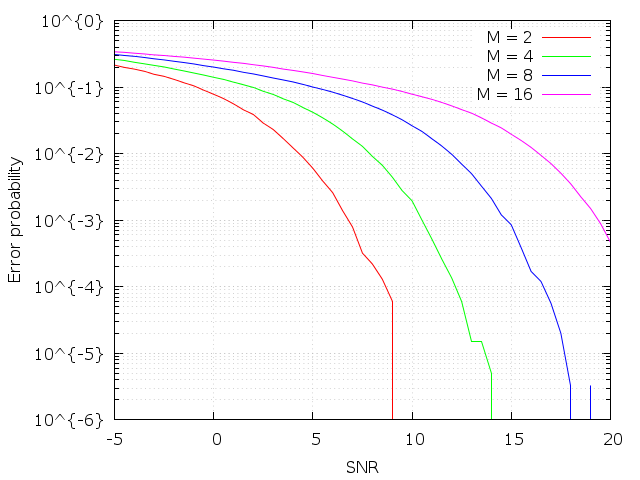 10^{0}
10^{-1}
10^{-2}
10^{-3}
10^{-4}
10^{-5}
10^{-6}
Error probability
M = 2
M = 4
M = 8
M = 16
-5 0 5 10 15 20
SNR